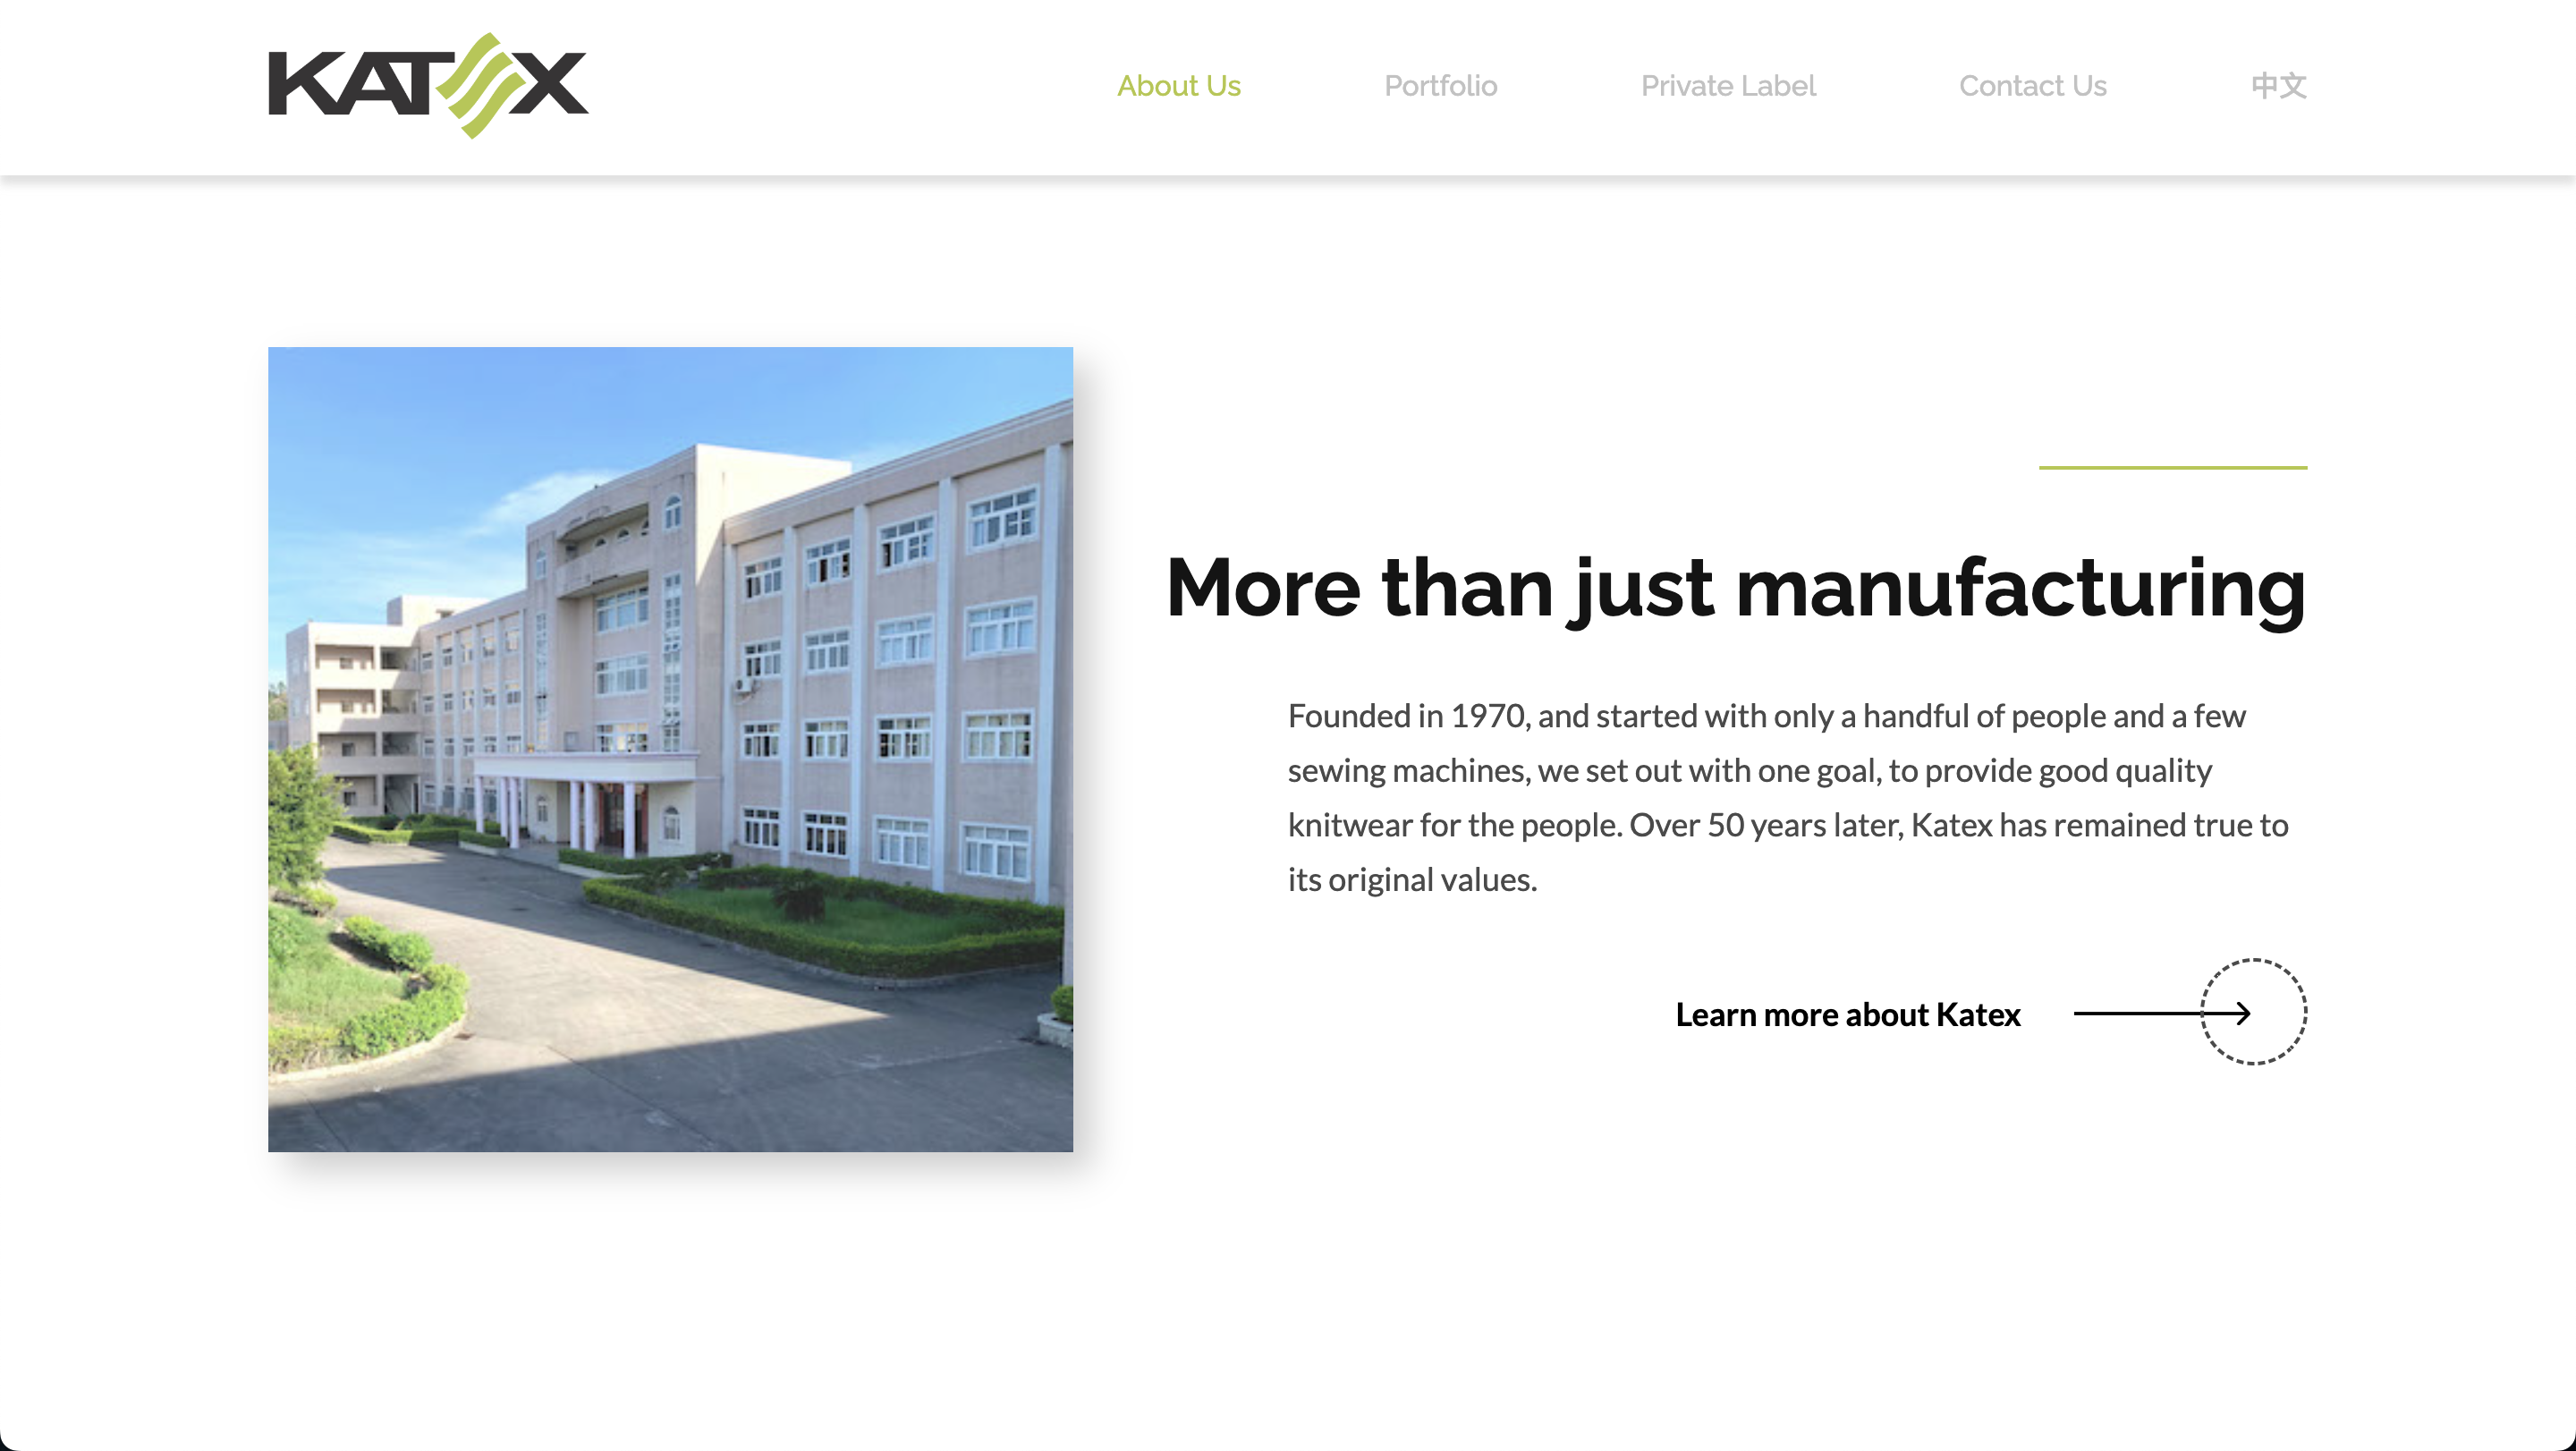 KATEX
About Us
Portfolio
Private Label
Contact Us
中文
More than just manufacturing
Founded in 1970, and started with only a handful of people and a few
sewing machines, we set out with one goal, to provide good quality
knitwear for the people. Over 50 years later, Katex has remained true to
its original values.
Learn more about Katex